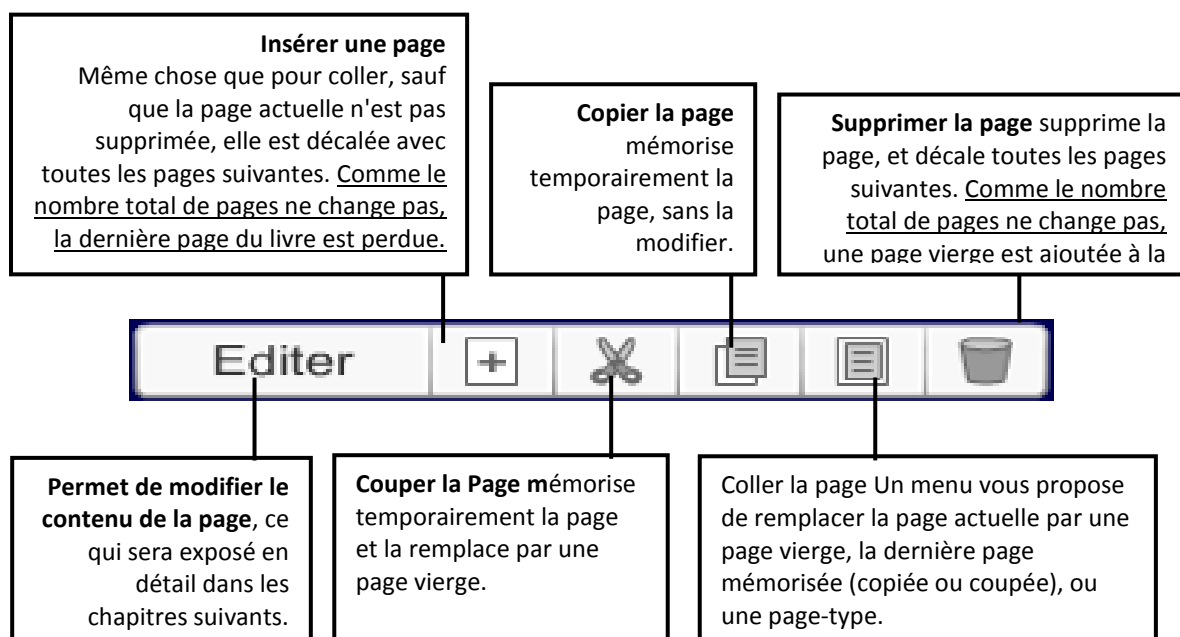 Insérer une page
Même chose que pour coller, sauf
que la page actuelle n'est pas
supprimée, elle est décalée avec
toutes les pages suivantes. Comme le
nombre total de pages ne change pas,
la dernière page du livre est perdue.
Copier la page
mémorise
temporairement la
page, sans la
modifier.
Supprimer la page supprime la
page, et décale toutes les pages
suivantes. Comme le nombre
total de pages ne change pas,
une page vierge est ajoutée à la
Editer
Permet de modifier le
contenu de la page, ce
qui sera exposé en
détail dans les
chapitres suivants.
Couper la Page mémorise
temporairement la page
et la remplace par une
page vierge.
Coller la page Un menu vous propose
de remplacer la page actuelle par une
page vierge, la dernière page
mémorisée (copiée ou coupée), ou
une page-type.